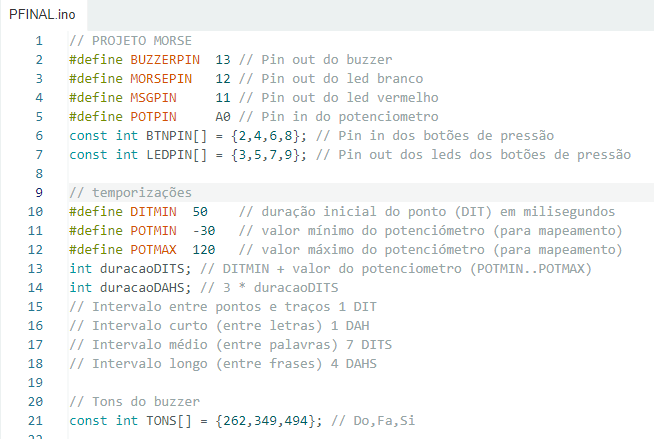 PFINAL.ino
1 // PROJETO MORSE
2 #define BUZZERPIN 13 // Pin out do buzzer
3 #define MORSEPIN 12 // Pin out do led branco
4 #define MSGPIN 11 // Pin out do led vermelho
5 #define POTPIN A0 // Pin in do potenciometro
6 const int BTNPIN[] = {2,4,6,8}; // Pin in dos botões de pressão
7 const int LEDPIN[] = {3,5,7,9}; // Pin out dos leds dos botões de pressão
8
9 // temporizações
10 #define DITMIN 50 // duração inicial do ponto (DIT) em milisegundos
11 #define POTMIN -30 // valor mínimo do potenciómetro (para mapeamento)
12 #define POTMAX 120 // valor máximo do potenciómetro (para mapeamento)
13 int duracaoDITS; // DITMIN + valor do potenciometro (POTMIN..POTMAX)
14 int duracaoDAHS; // 3 * duracaoDITS
15 // Intervalo entre pontos e traços 1 DIT
16 // Intervalo curto (entre letras) 1 DAH
17 // Intervalo médio (entre palavras) 7 DITS
18 // Intervalo longo (entre frases) 4 DAHS
19
20 // Tons do buzzer
21 const int TONS[] = {262,349,494}; // Do,Fa,Si